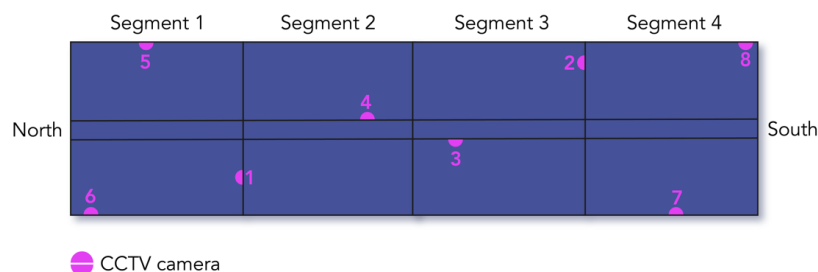 Segment 1 Segment 2 Segment 3 Segment 4
5 2 8
4
North South
3
1
6 7
CCTV camera